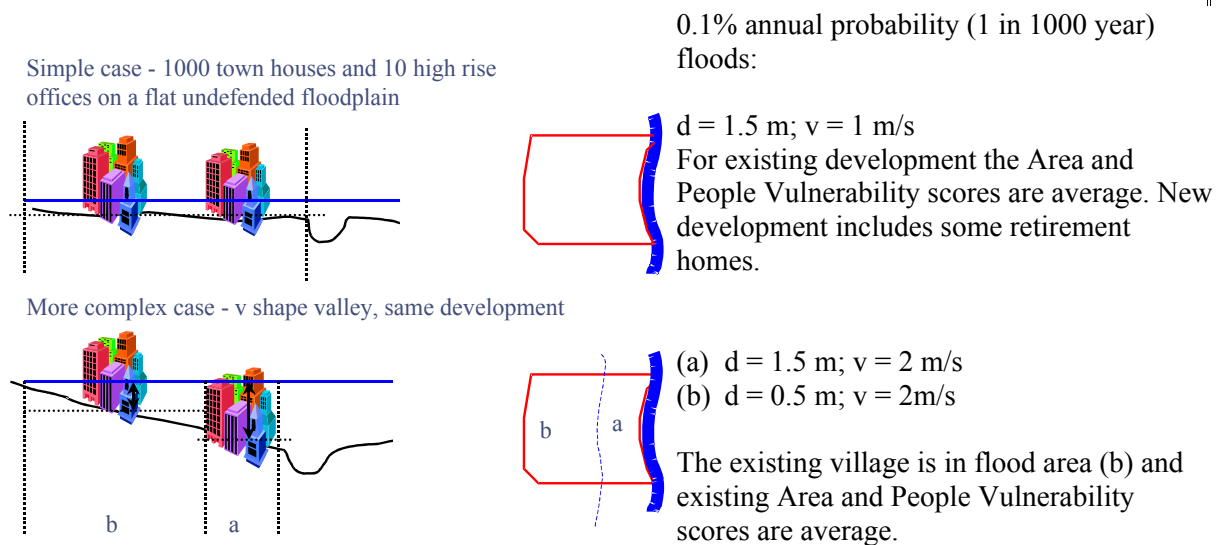 0.1% annual probability (1 in 1000 year)
floods:
Simple case - 1000 town houses and 10 high rise
offices on a flat undefended floodplain
d = 1.5 m; v = 1 m/s
For existing development the Area and
People Vulnerability scores are average. New
development includes some retirement
homes.
More complex case - v shape valley, same development
(a) d = 1.5 m; v = 2 m/s
(b) d = 0.5 m; v = 2m/s
b a
b a
The existing village is in flood area (b) and
existing Area and People Vulnerability
scores are average.